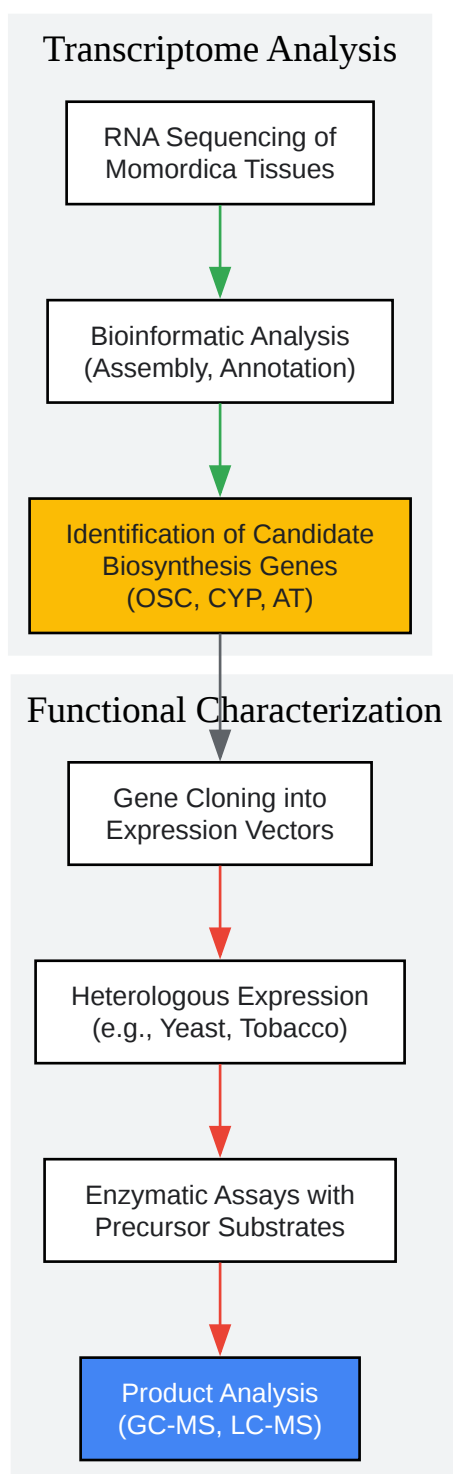 Transcriptome Analysis
RNA Sequencing of
Momordica Tissues
Bioinformatic Analysis
(Assembly, Annotation)
Identification of Candidate
Biosynthesis Genes
(OSC, CYP, AT)
Functional Characterization
Gene Cloning into
Expression Vectors
Heterologous Expression
(e.g., Yeast, Tobacco)
Enzymatic Assays with
Precursor Substrates
Product Analysis
(GC-MS, LC-MS)